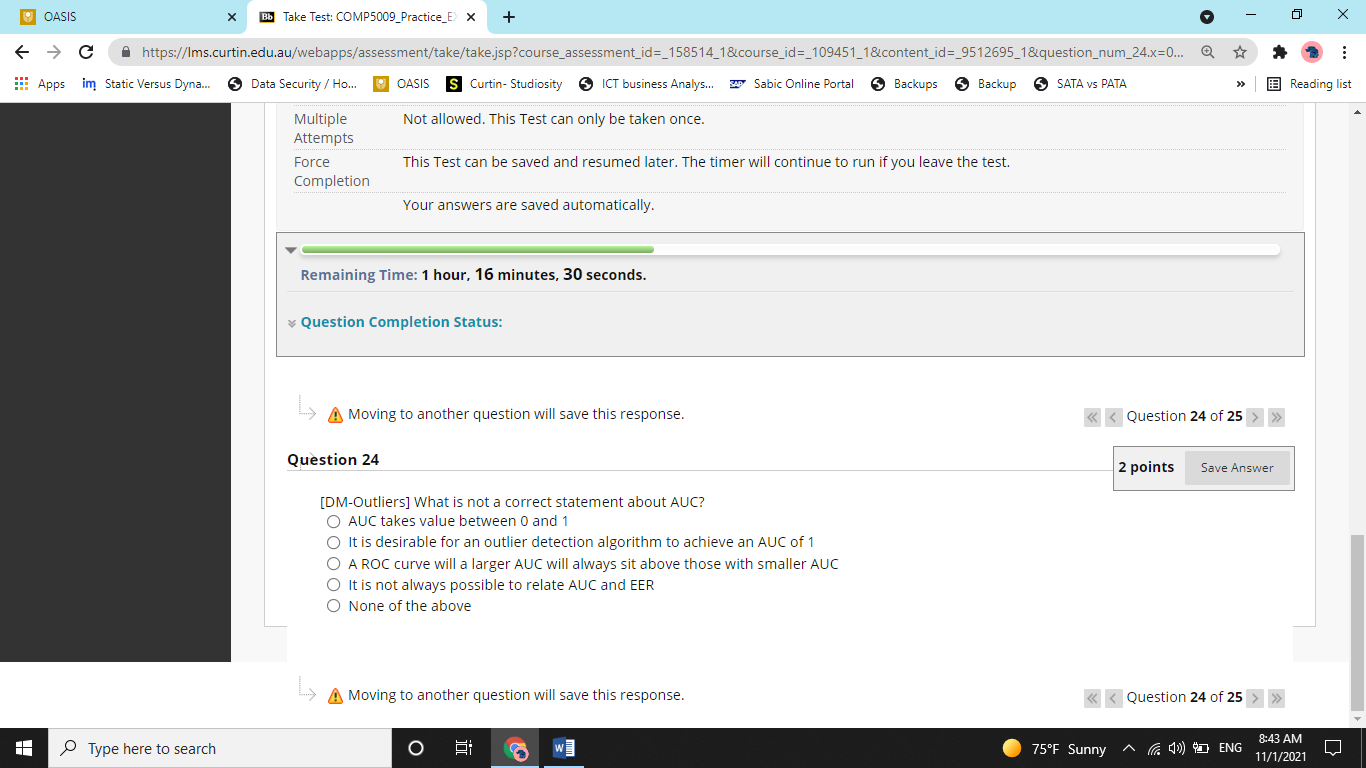 OASIS
Bb Take Test: COMP5009_Practice_Ex
https://lms.curtin.edu.au/webapps/assessment/take/take.jsp?course_assessment_id=_158514_1&course_id=_109451_1&content_id=_9512695_1&question_num_24.x=0...
Apps im Static Versus Dyna... Data Security / Ho... OASIS S Curtin- Studiosity ICT business Analys... SAP Sabic Online Portal Backups Backup SATA vs PATA » Reading list
Multiple Attempts Not allowed. This Test can only be taken once.
Force Completion This Test can be saved and resumed later. The timer will continue to run if you leave the test.
Your answers are saved automatically.
Remaining Time: 1 hour, 16 minutes, 30 seconds.
Question Completion Status:
Moving to another question will save this response.
Question 24 of 25
Question 24
2 points Save Answer
[DM-Outliers] What is not a correct statement about AUC?
AUC takes value between 0 and 1
It is desirable for an outlier detection algorithm to achieve an AUC of 1
A ROC curve will a larger AUC will always sit above those with smaller AUC
It is not always possible to relate AUC and EER
None of the above
Moving to another question will save this response.
Question 24 of 25
Type here to search
W
75°F Sunny
ENG
8:43 AM
11/1/2021